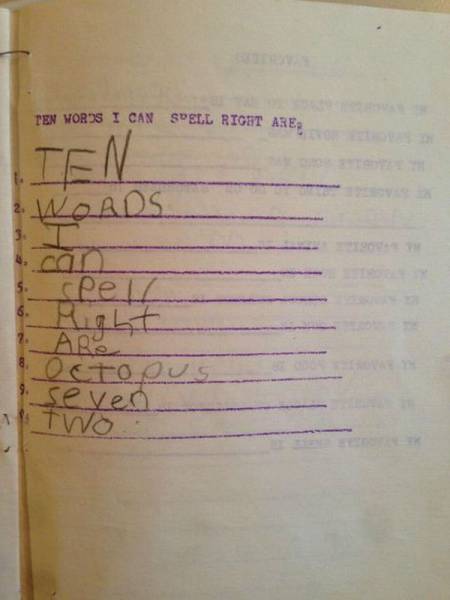 TEN WORDS I CAN SPELL RIGHT ARE:
1. TEN
2. WORDS
3. I
4. can
5. spell
6. Right
7. ARe
8. Octopus
9. seven
two